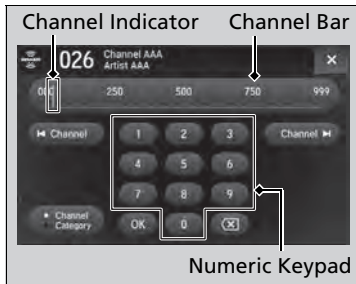 Channel Indicator Channel Bar
026 Channel AAA
Artist AAA
250 500 750 999
Channel 1 2 3 Channel
4 5 6
7 8 9
Channel
Category OK 0
Numeric Keypad